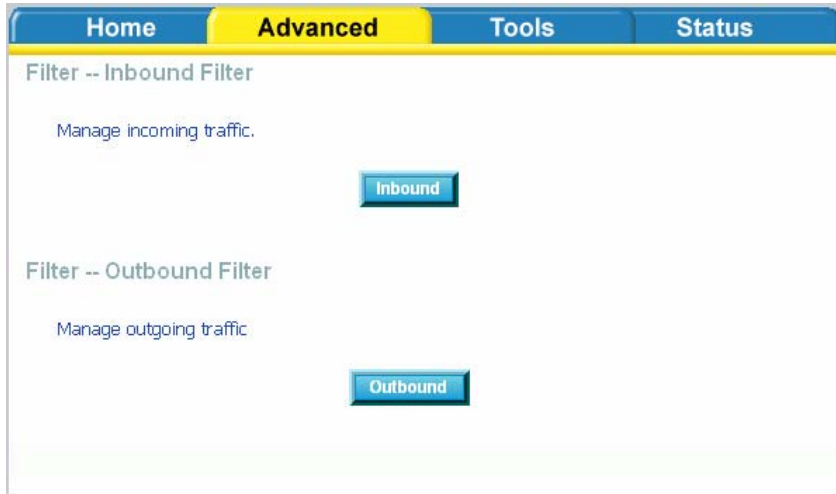 Home Advanced Tools Status
Filter -- Inbound Filter
Manage incoming traffic.
Inbound
Filter -- Outbound Filter
Manage outgoing traffic
Outbound